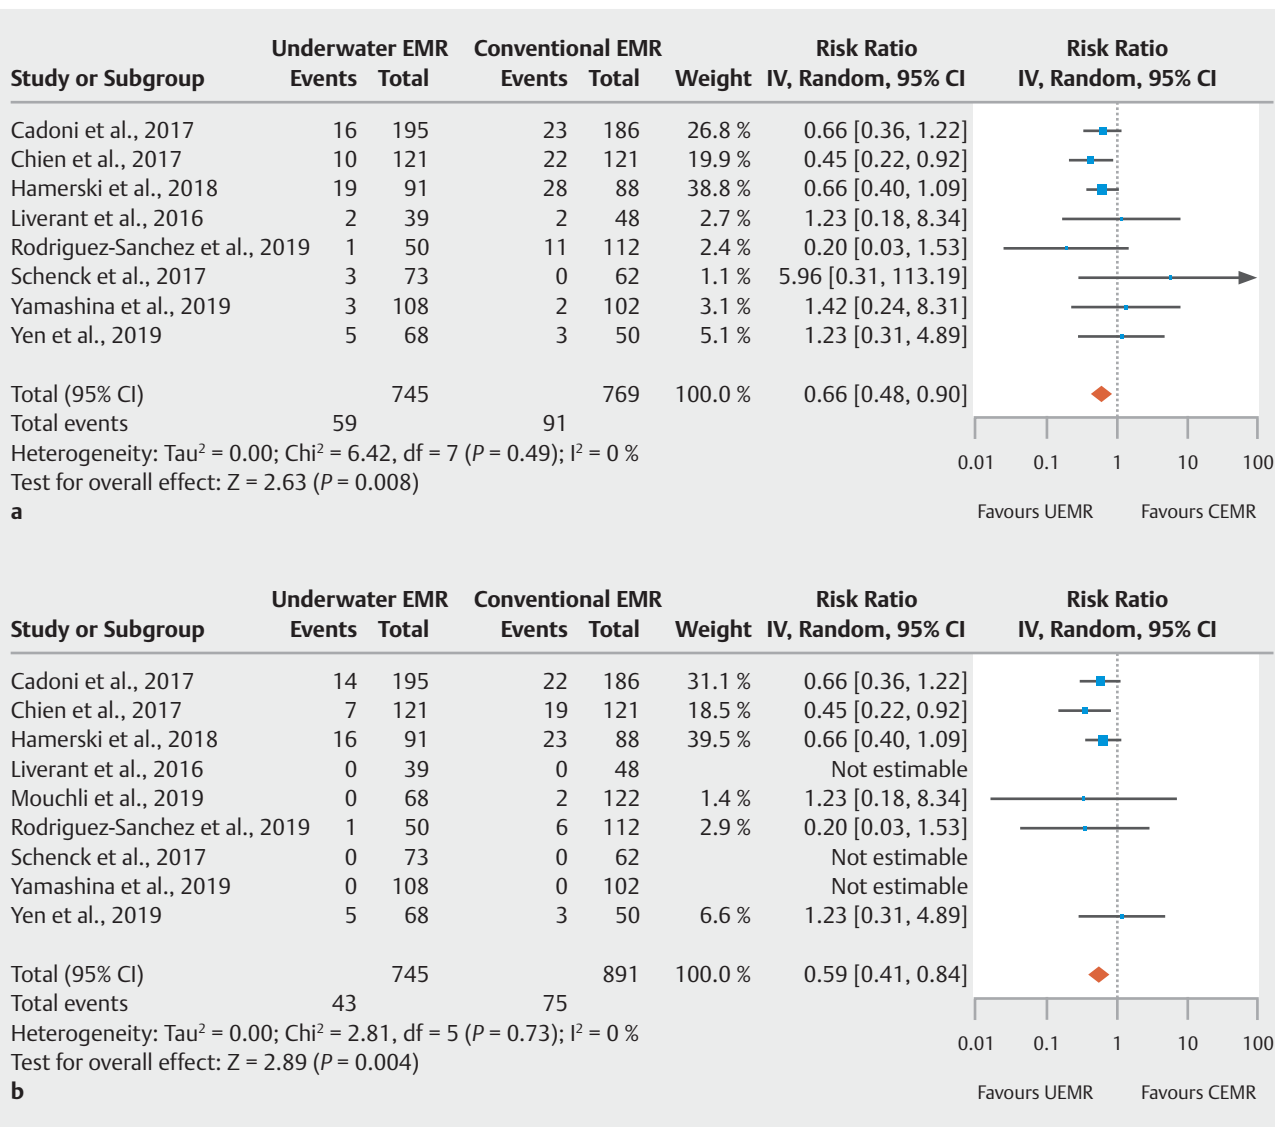 Underwater EMR Conventional EMR Risk Ratio Risk Ratio
Study or Subgroup Events Total Events Total Weight IV, Random, 95% CI IV, Random, 95% CI
Cadoni et al., 2017 16 195 23 186 26.8 % 0.66 [0.36, 1.22]
Chien et al., 2017 10 121 22 121 19.9 % 0.45 [0.22, 0.92]
Hamerski et al., 2018 19 91 28 88 38.8 % 0.66 [0.40, 1.09]
Liverant et al., 2016 2 39 2 48 2.7 % 1.23 [0.18, 8.34]
Rodriguez-Sanchez et al., 2019 1 50 11 112 2.4 % 0.20 [0.03, 1.53]
Schenck et al., 2017 3 73 0 62 1.1 % 5.96 [0.31, 113.19]
Yamashina et al., 2019 3 108 2 102 3.1 % 1.42 [0.24, 8.31]
Yen et al., 2019 5 68 3 50 5.1 % 1.23 [0.31, 4.89]
Total (95% CI) 745 769 100.0 % 0.66 [0.48, 0.90]
Total events 59 91
Heterogeneity: Tau² = 0.00; Chi² = 6.42, df = 7 (P = 0.49); I² = 0 %
0.01 0.1 1 10 100
Test for overall effect: Z = 2.63 (P = 0.008)
a Favours UEMR Favours CEMR
Underwater EMR Conventional EMR Risk Ratio Risk Ratio
Study or Subgroup Events Total Events Total Weight IV, Random, 95% CI IV, Random, 95% CI
Cadoni et al., 2017 14 195 22 186 31.1 % 0.66 [0.36, 1.22]
Chien et al., 2017 7 121 19 121 18.5 % 0.45 [0.22, 0.92]
Hamerski et al., 2018 16 91 23 88 39.5 % 0.66 [0.40, 1.09]
Liverant et al., 2016 0 39 0 48 Not estimable
Mouchli et al., 2019 0 68 2 122 1.4 % 1.23 [0.18, 8.34]
Rodriguez-Sanchez et al., 2019 1 50 6 112 2.9 % 0.20 [0.03, 1.53]
Schenck et al., 2017 0 73 0 62 Not estimable
Yamashina et al., 2019 0 108 0 102 Not estimable
Yen et al., 2019 5 68 3 50 6.6 % 1.23 [0.31, 4.89]
Total (95% CI) 745 891 100.0 % 0.59 [0.41, 0.84]
Total events 43 75
Heterogeneity: Tau² = 0.00; Chi² = 2.81, df = 5 (P = 0.73); I² = 0 %
0.01 0.1 1 10 100
Test for overall effect: Z = 2.89 (P = 0.004)
b Favours UEMR Favours CEMR